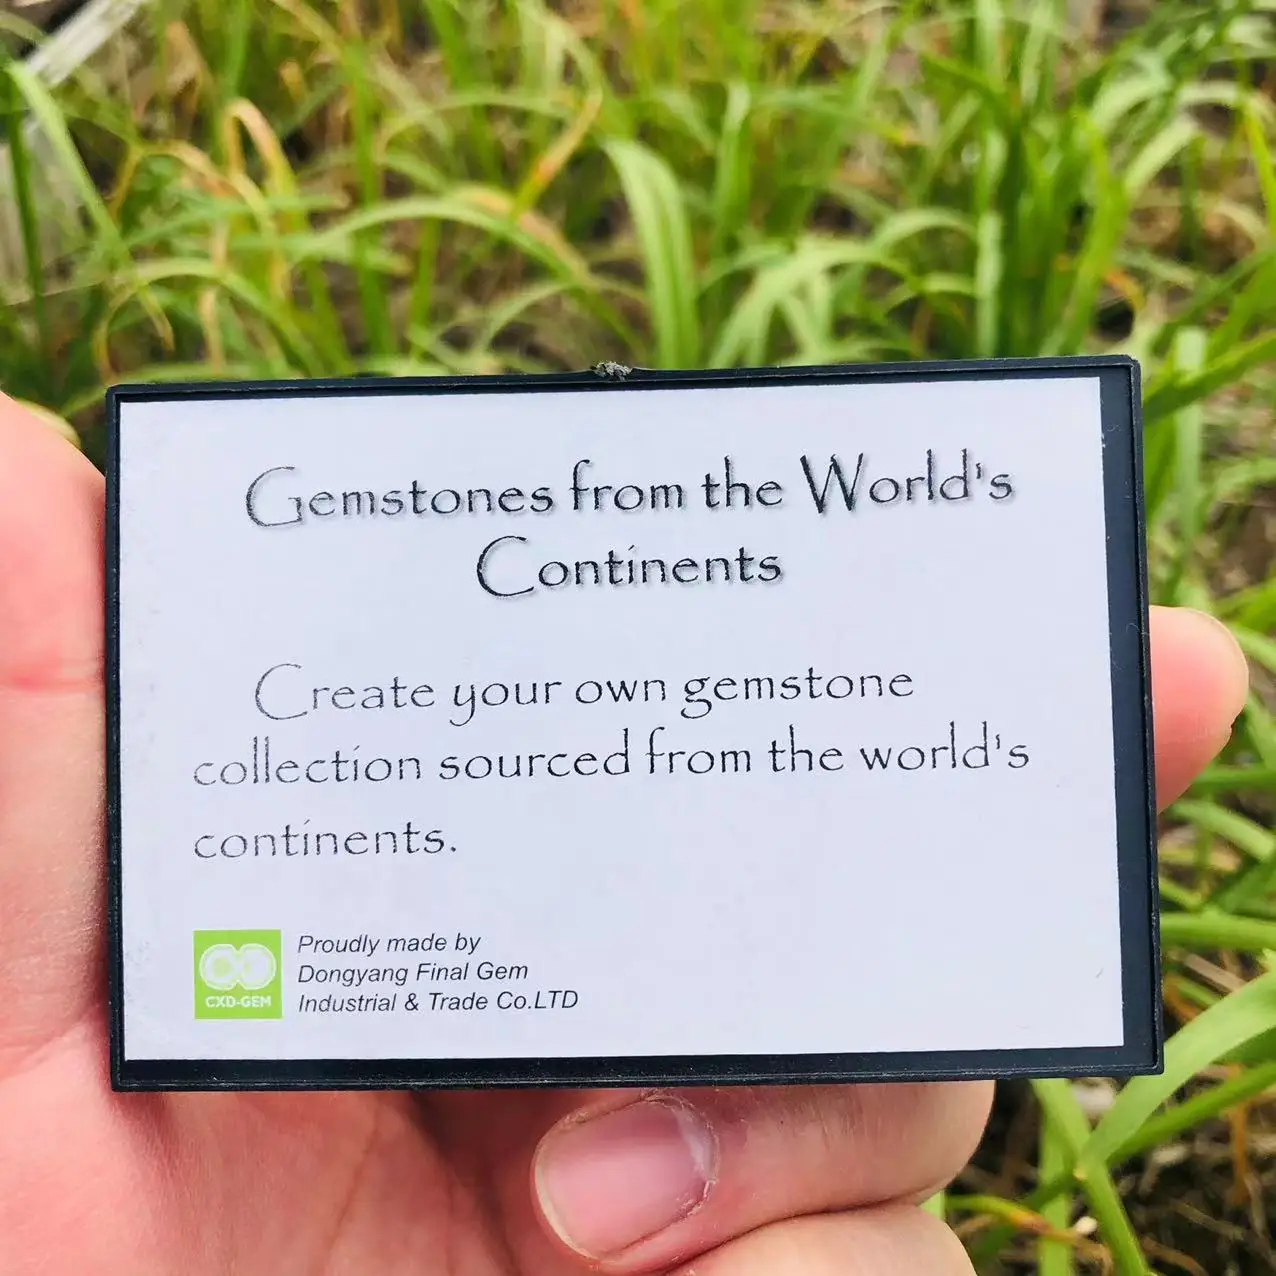 Gemstones from the World's
Continents
Create your own gemstone
collection sourced from the world's
continents.
CXD-GEM
Proudly made by
Dongyang Final Gem
Industrial & Trade Co.LTD